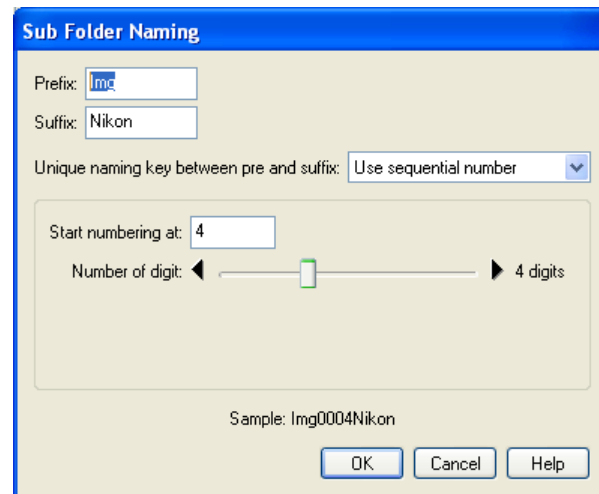 Sub Folder Naming
Prefix: Img
Suffix: Nikon
Unique naming key between pre and suffix: Use sequential number
Start numbering at: 4
Number of digit: 4 digits
Sample: Img0004Nikon
OK Cancel Help